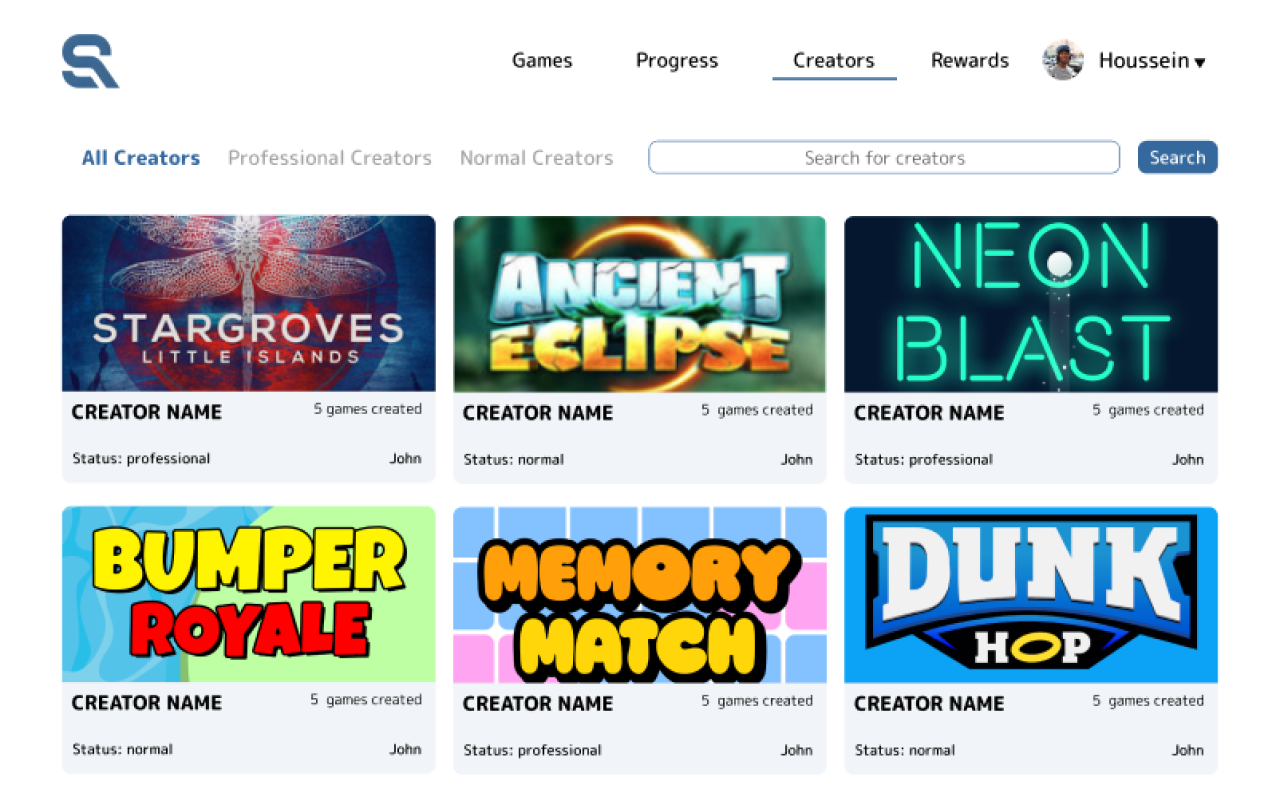 Games Progress Creators Rewards Houssein ▼
All Creators Professional Creators Normal Creators Search for creators Search
STARGROVES
LITTLE ISLANDS
CREATOR NAME 5 games created
Status: professional John
ANCIENT
ECLIPSE
CREATOR NAME 5 games created
Status: normal John
NEON
BLAST
CREATOR NAME 5 games created
Status: professional John
BUMPER
ROYALE
CREATOR NAME 5 games created
Status: normal John
MEMORY
MATCH
CREATOR NAME 5 games created
Status: professional John
DUNK
HOP
CREATOR NAME 5 games created
Status: normal John